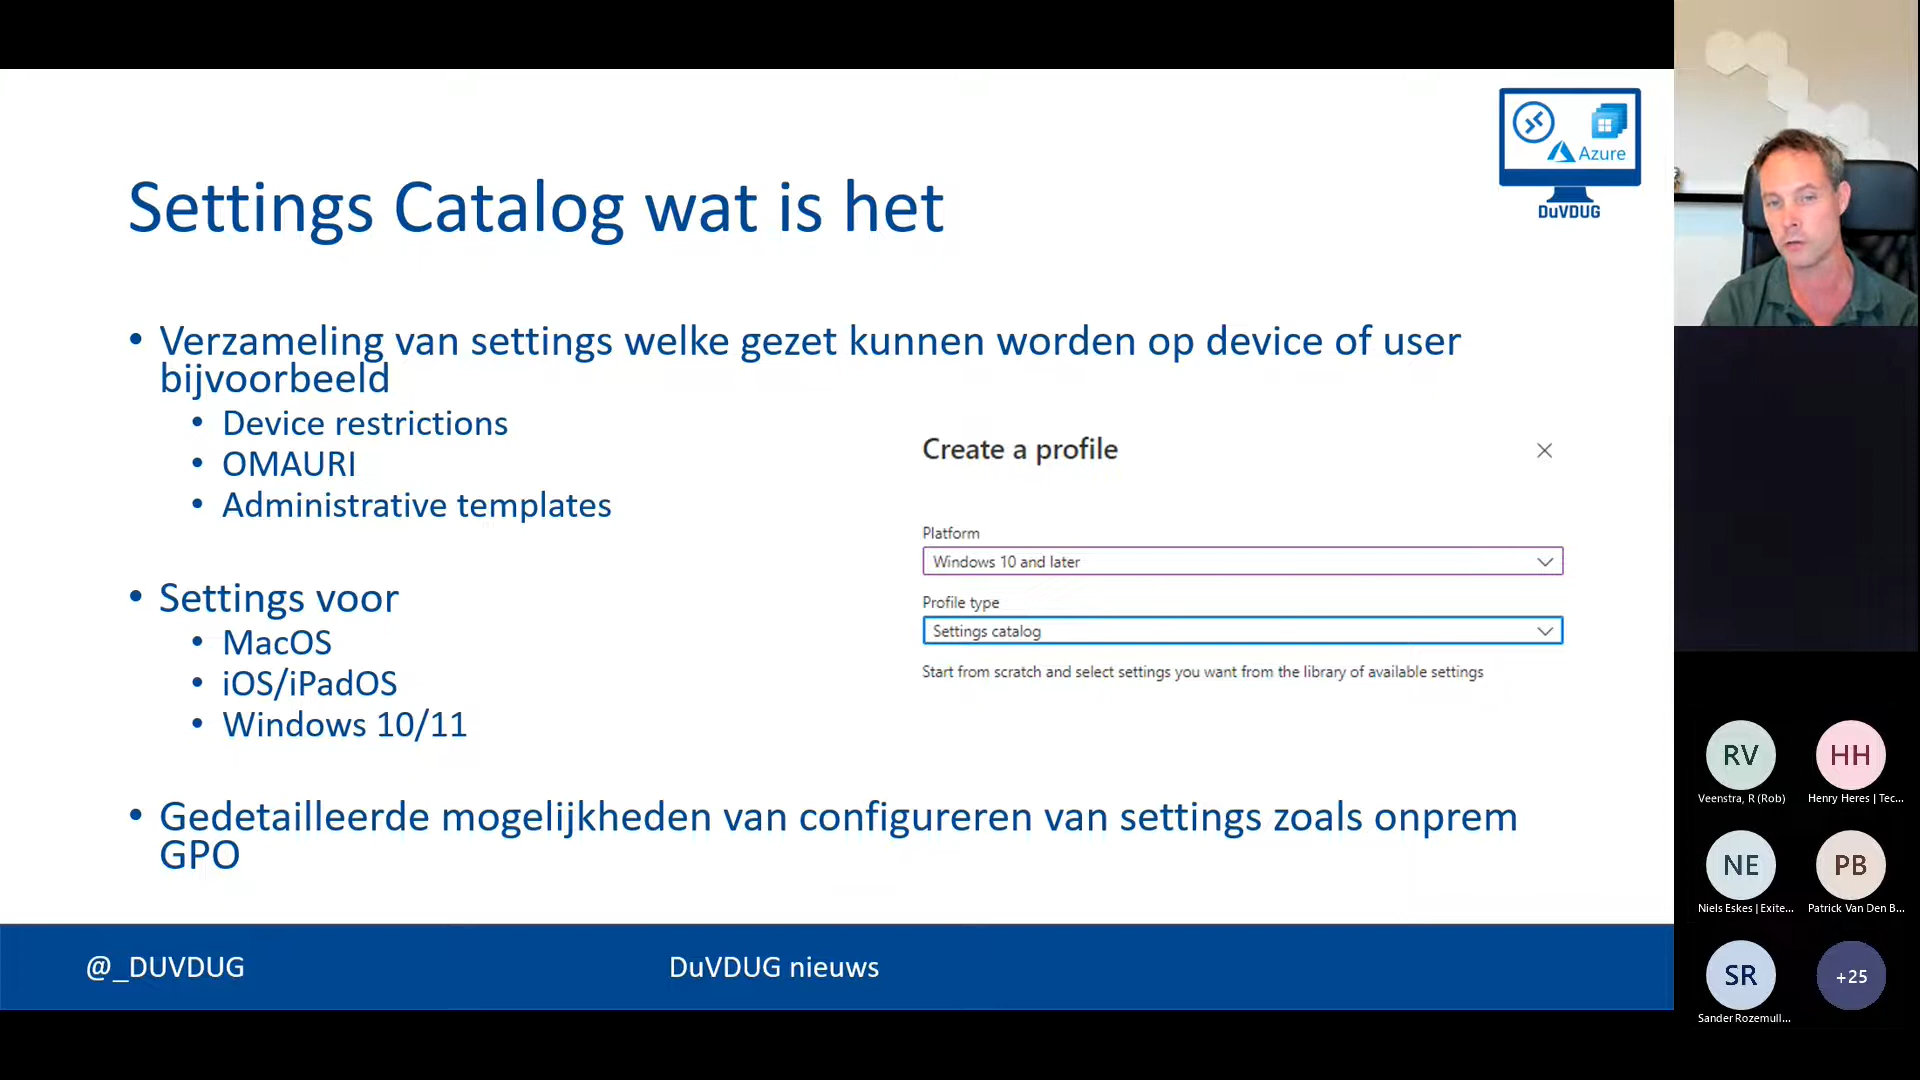 Azure
DuVDUG
Settings Catalog wat is het
• Verzameling van settings welke gezet kunnen worden op device of user
bijvoorbeeld
• Device restrictions
• OMAURI
• Administrative templates
• Settings voor
• MacOS
• iOS/iPadOS
• Windows 10/11
• Gedetailleerde mogelijkheden van configureren van settings zoals onprem
GPO
Create a profile
Platform
Windows 10 and later
Profile type
Settings catalog
Start from scratch and select settings you want from the library of available settings
@_DUVDUG
DuVDUG nieuws
RV
Veenstra, R (Rob)
HH
Henry Heres | Tec...
NE
Niels Eskes | Exite...
PB
Patrick Van Den B...
SR
Sander Rozemull...
+25